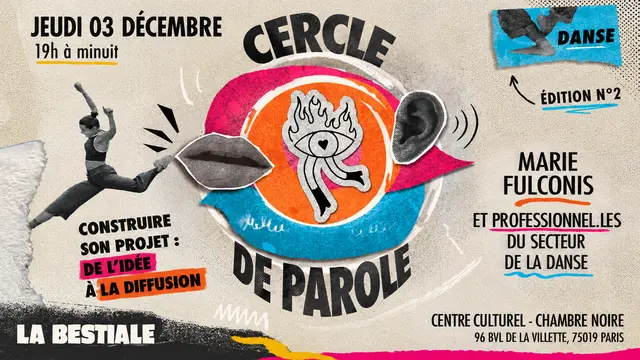 JEUDI 03 DÉCEMBRE
19h à minuit
CERCLE
DE PAROLE
DANSE
ÉDITION N°2
MARIE
FULCONIS
ET PROFESSIONNEL.LES
DU SECTEUR
DE LA DANSE
CONSTRUIRE
SON PROJET :
DE L'IDÉE
À LA DIFFUSION
LA BESTIALE
CENTRE CULTUREL - CHAMBRE NOIRE
96 BVL DE LA VILLETTE, 75019 PARIS